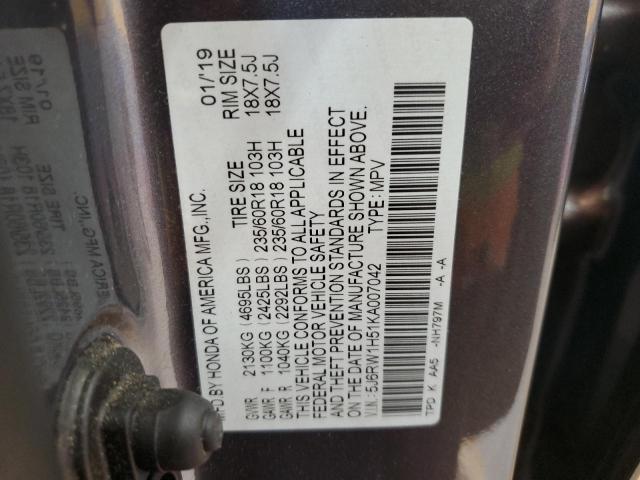 MFD BY HONDA OF AMERICA MFG.,INC. 01/19
TIRE SIZE RIM SIZE
GVWR 2130KG (4695LBS)
GAWR F 1100KG (2425LBS) 235/60R18 103H 18X7.5J
GAWR R 1040KG (2292LBS) 235/60R18 103H 18X7.5J
THIS VEHICLE CONFORMS TO ALL APPLICABLE
FEDERAL MOTOR VEHICLE SAFETY
AND THEFT PREVENTION STANDARDS IN EFFECT
ON THE DATE OF MANUFACTURE SHOWN ABOVE.
V.I.N.: 5J6RW1H51KA007042 TYPE: MPV
TPD K AA5 -NH797M -A -A